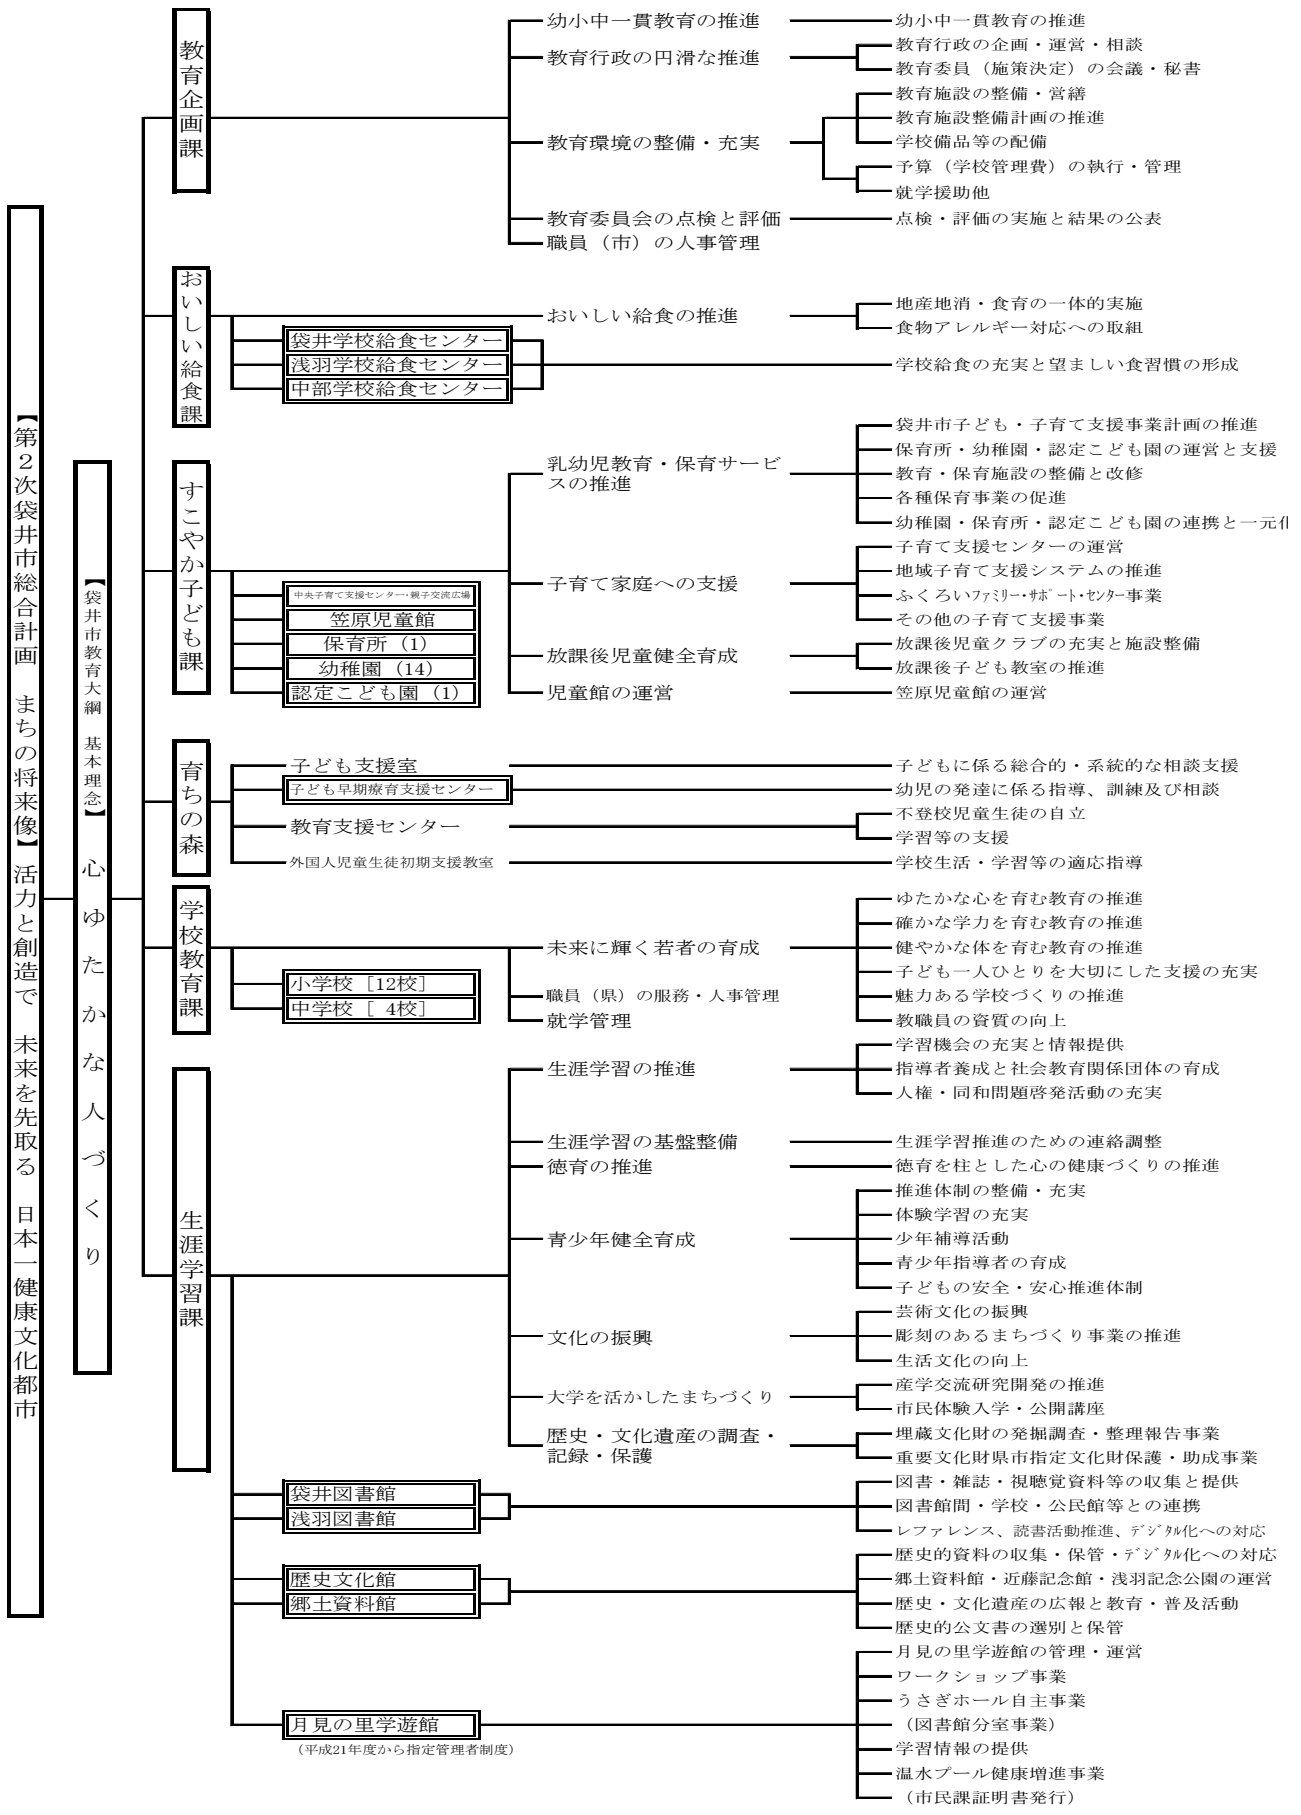 【第２次袋井市総合計画　まちの将来像】活力と創造で　未来を先取る　日本一健康文化都市
【袋井市教育大綱　基本理念】　心ゆたかな人づくり
教育企画課
幼小中一貫教育の推進
幼小中一貫教育の推進
教育行政の円滑な推進
教育行政の企画・運営・相談
教育委員（施策決定）の会議・秘書
教育環境の整備・充実
教育施設の整備・営繕
教育施設整備計画の推進
学校備品等の配備
予算（学校管理費）の執行・管理
就学援助他
教育委員会の点検と評価
点検・評価の実施と結果の公表
職員（市）の人事管理
おいしい給食課
おいしい給食の推進
地産地消・食育の一体的実施
食物アレルギー対応への取組
袋井学校給食センター
浅羽学校給食センター
中部学校給食センター
学校給食の充実と望ましい食習慣の形成
すこやか子ども課
乳幼児教育・保育サービ
スの推進
袋井市子ども・子育て支援事業計画の推進
保育所・幼稚園・認定こども園の運営と支援
教育・保育施設の整備と改修
各種保育事業の促進
幼稚園・保育所・認定こども園の連携と一元
子育て家庭への支援
子育て支援センターの運営
地域子育て支援システムの推進
ふくろいﾌｧﾐﾘｰ・ｻﾎﾟｰﾄ・ｾﾝﾀｰ事業
その他の子育て支援事業
放課後児童健全育成
放課後児童クラブの充実と施設整備
放課後子ども教室の推進
児童館の運営
笠原児童館の運営
中央子育て支援センター・親子交流広場
笠原児童館
保育所（1）
幼稚園（14）
認定こども園（1）
育ちの森
子ども支援室
子どもに係る総合的・系統的な相談支援
子ども早期療育支援センター
幼児の発達に係る指導、訓練及び相談
教育支援センター
不登校児童生徒の自立
学習等の支援
外国人児童生徒初期支援教室
学校生活・学習等の適応指導
学校教育課
未来に輝く若者の育成
ゆたかな心を育む教育の推進
確かな学力を育む教育の推進
健やかな体を育む教育の推進
子ども一人ひとりを大切にした支援の充実
魅力ある学校づくりの推進
教職員の資質の向上
職員（県）の服務・人事管理
就学管理
小学校［12校］
中学校［ 4校］
生涯学習課
生涯学習の推進
学習機会の充実と情報提供
指導者養成と社会教育関係団体の育成
人権・同和問題啓発活動の充実
生涯学習の基盤整備
生涯学習推進のための連絡調整
徳育の推進
徳育を柱とした心の健康づくりの推進
青少年健全育成
推進体制の整備・充実
体験学習の充実
少年補導活動
青少年指導者の育成
子どもの安全・安心推進体制
文化の振興
芸術文化の振興
彫刻のあるまちづくり事業の推進
生活文化の向上
大学を活かしたまちづくり
産学交流研究開発の推進
市民体験入学・公開講座
歴史・文化遺産の調査・
記録・保護
埋蔵文化財の発掘調査・整理報告事業
重要文化財県市指定文化財保護・助成事業
袋井図書館
浅羽図書館
図書・雑誌・視聴覚資料等の収集と提供
図書館間・学校・公民館等との連携
レファレンス、読書活動推進、ﾃﾞｼﾞﾀﾙ化への対応
歴史文化館
郷土資料館
歴史的資料の収集・保管・ﾃﾞｼﾞﾀﾙ化への対応
郷土資料館・近藤記念館・浅羽記念公園の運営
歴史・文化遺産の広報と教育・普及活動
歴史的公文書の選別と保管
月見の里学遊館
（平成21年度から指定管理者制度）
月見の里学遊館の管理・運営
ワークショップ事業
うさぎホール自主事業
（図書館分室事業）
学習情報の提供
温水プール健康増進事業
（市民課証明書発行）